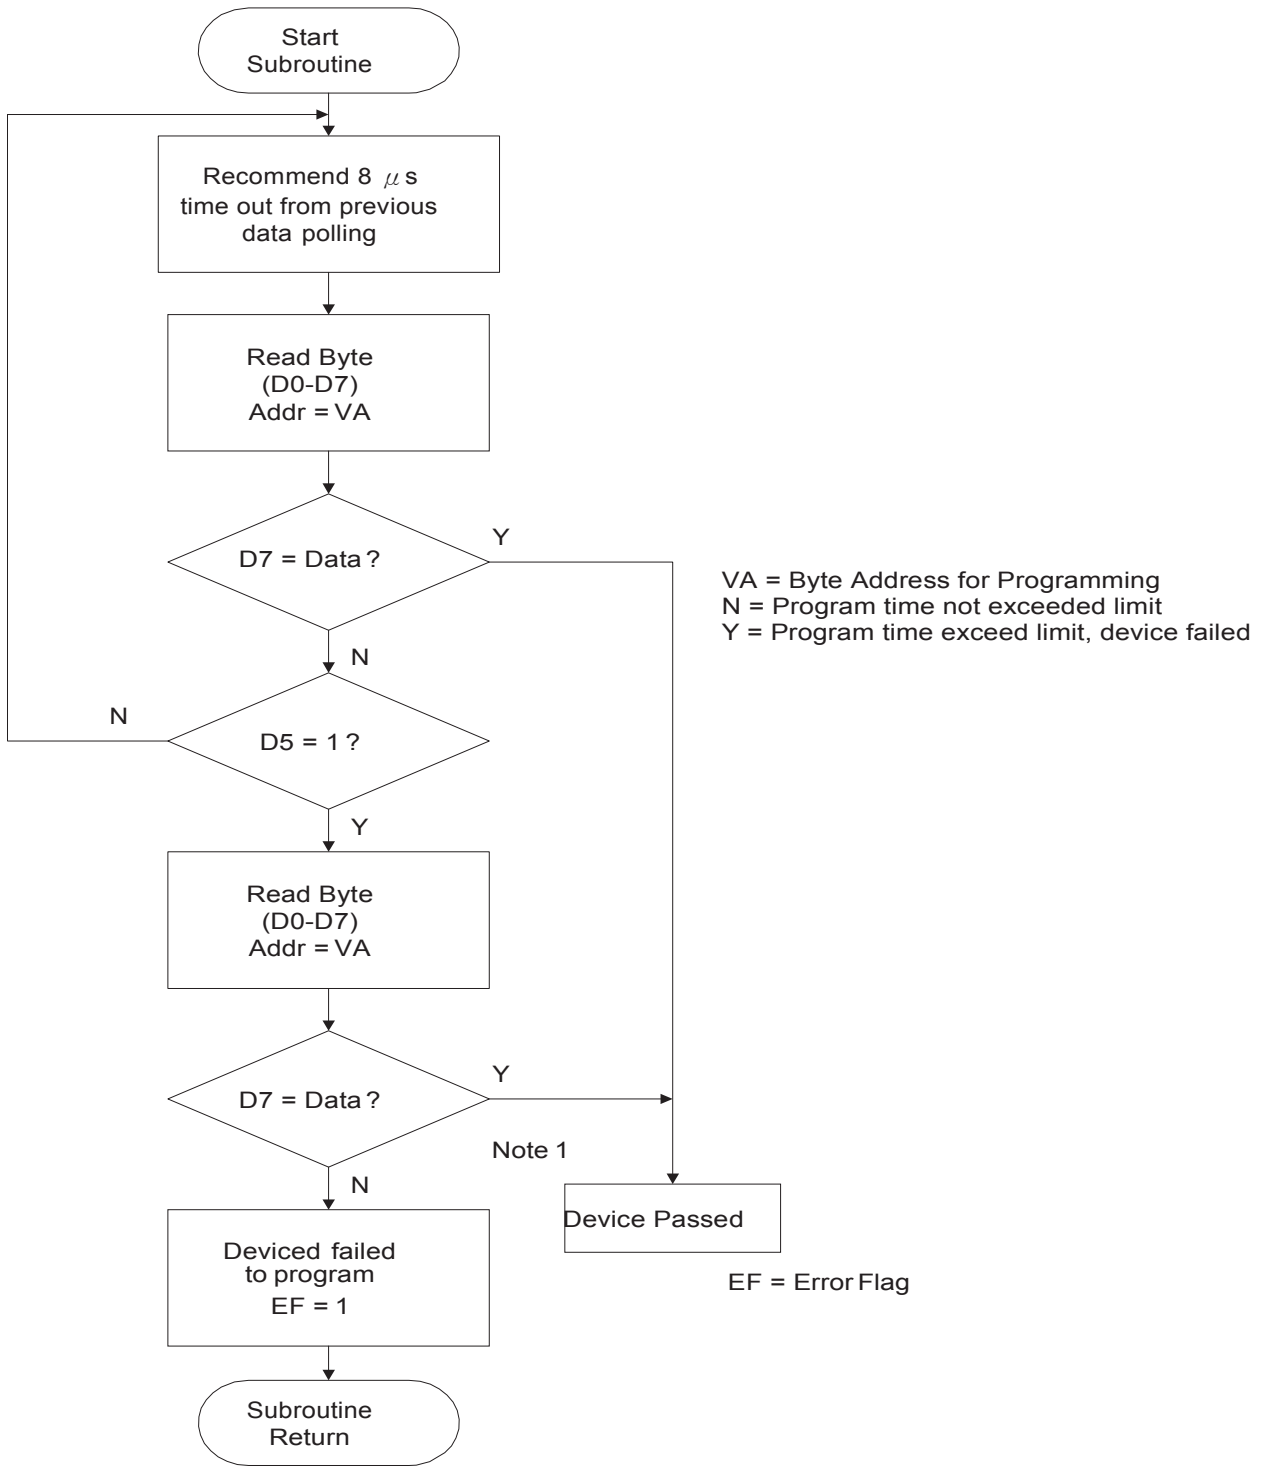 Start
Subroutine
Recommend 8 μs
time out from previous
data polling
Read Byte
(D0-D7)
Addr = VA
D7 = Data ?
Y
VA = Byte Address for Programming
N = Program time not exceeded limit
Y = Program time exceed limit, device failed
N
N
D5 = 1 ?
Y
Read Byte
(D0-D7)
Addr = VA
D7 = Data ?
Y
Note 1
N
Device Passed
Deviced failed
to program
EF = 1
EF = Error Flag
Subroutine
Return